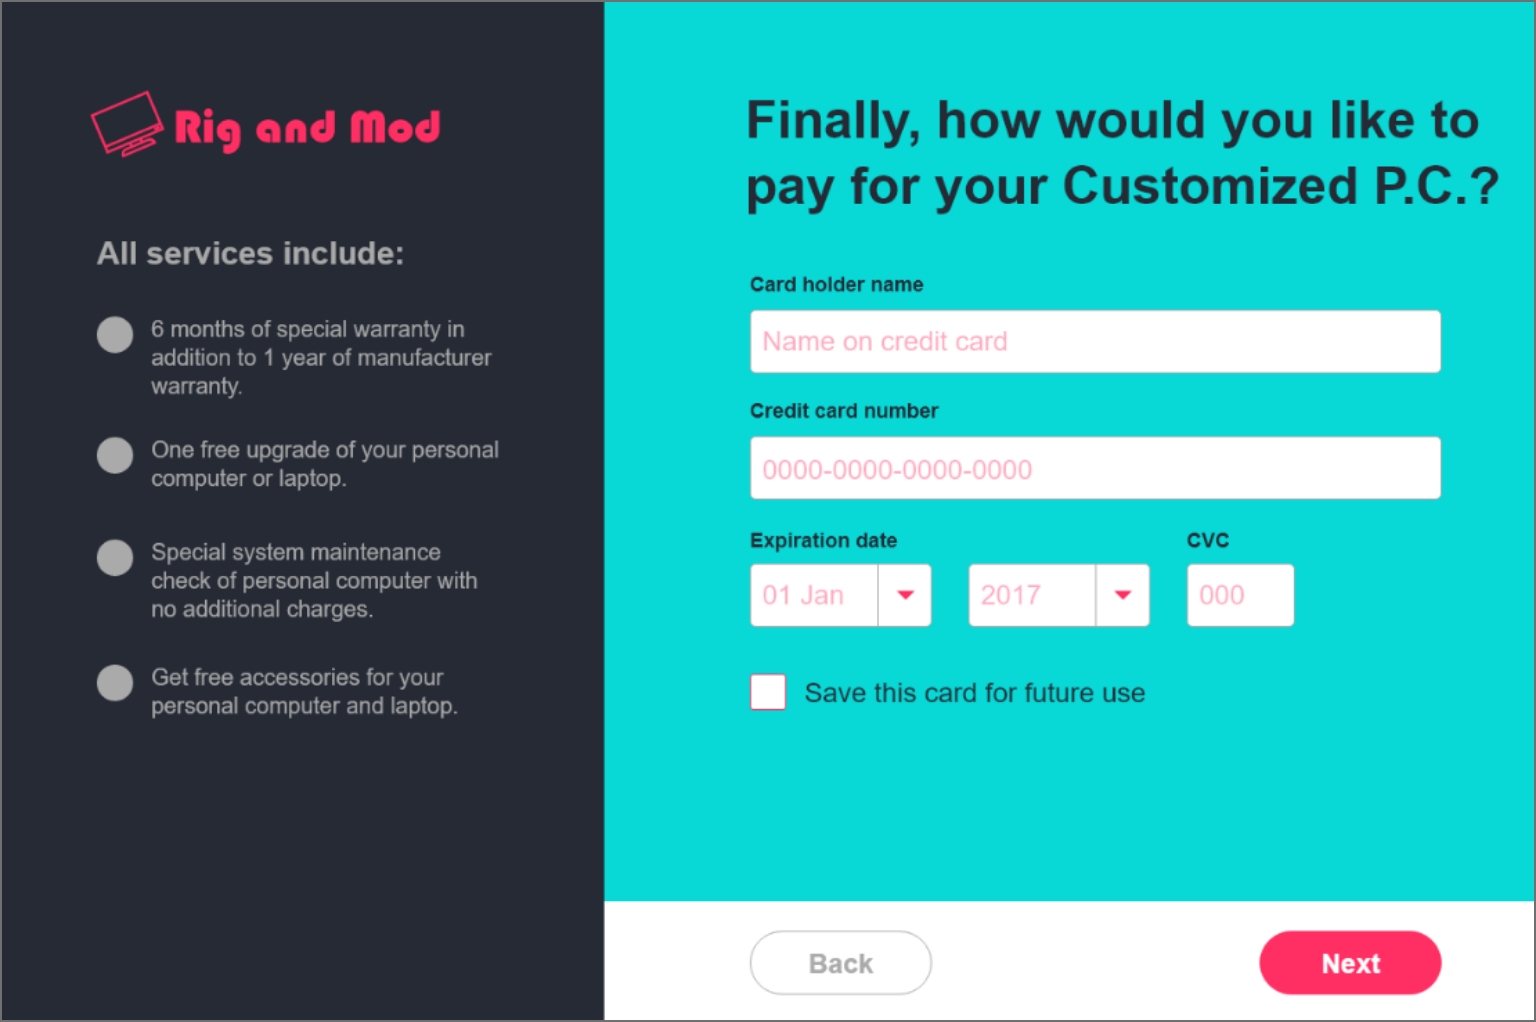 Rig and Mod
All services include:
6 months of special warranty in
addition to 1 year of manufacturer
warranty.
One free upgrade of your personal
computer or laptop.
Special system maintenance
check of personal computer with
no additional charges.
Get free accessories for your
personal computer and laptop.
Finally, how would you like to
pay for your Customized P.C.?
Card holder name
Name on credit card
Credit card number
0000-0000-0000-0000
Expiration date CVC
01 Jan 2017 000
Save this card for future use
Back Next